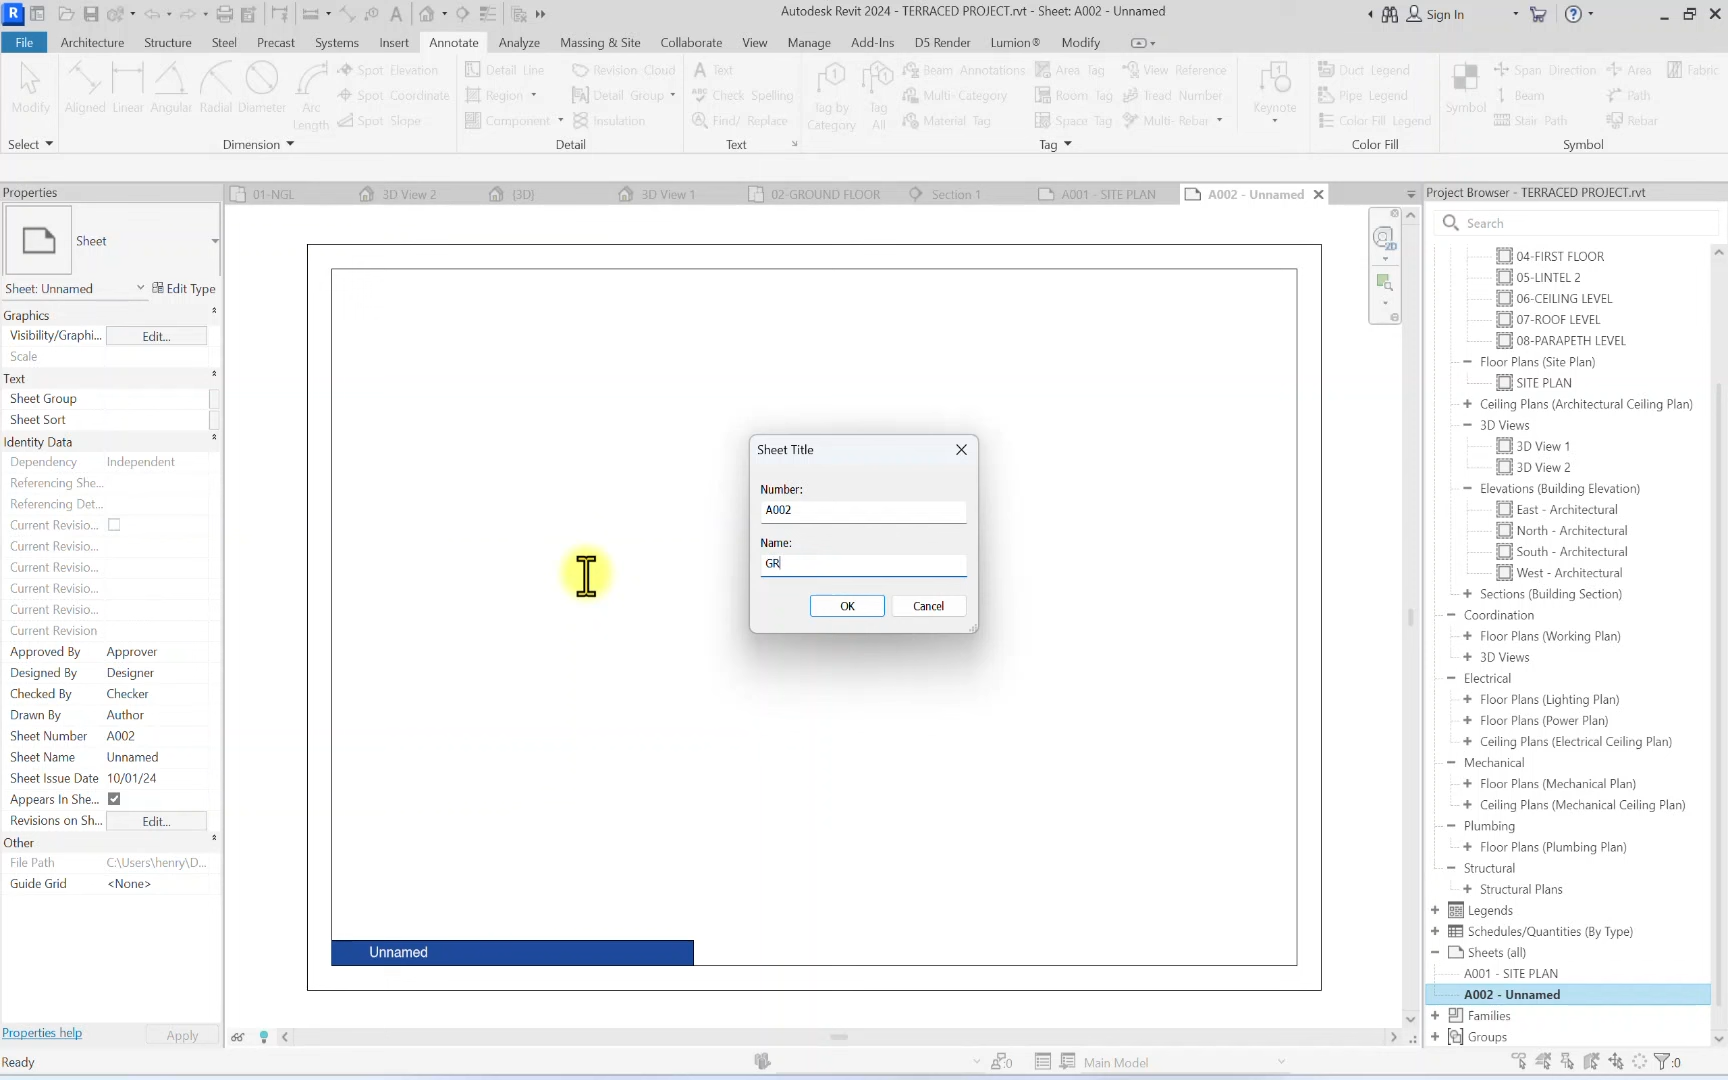 Autodesk Revit 2024 - TERRACED PROJECT.rvt - Sheet: A002 - Unnamed
Sign In
File Architecture Structure Steel Precast Systems Insert Annotate Analyze Massing & Site Collaborate View Manage Add-Ins D5 Render Lumion® Modify
Modify
Aligned Linear Angular Radial Diameter Arc Length
Spot Elevation
Spot Coordinate
Spot Slope
Detail Line
Region
Component
Revision Cloud
Detail Group
Insulation
Text
Check Spelling
Find/ Replace
Tag by Category
Tag All
Beam Annotations
Multi- Category
Material Tag
Area Tag
Room Tag
Space Tag
View Reference
Tread Number
Multi- Rebar
Keynote
Duct Legend
Pipe Legend
Color Fill Legend
Symbol
Span Direction
Beam
Stair Path
Area
Path
Rebar
Fabric
Select Dimension Detail Text Tag Color Fill Symbol
Properties
01-NGL 3D View 2 {3D} 3D View 1 02-GROUND FLOOR Section 1 A001 - SITE PLAN A002 - Unnamed
Project Browser - TERRACED PROJECT.rvt
Sheet
Sheet: Unnamed Edit Type
Graphics
Visibility/Graphi... Edit...
Scale
Text
Sheet Group
Sheet Sort
Identity Data
Dependency Independent
Referencing She...
Referencing Det...
Current Revisio...
Current Revisio...
Current Revisio...
Current Revisio...
Current Revisio...
Current Revision
Approved By Approver
Designed By Designer
Checked By Checker
Drawn By Author
Sheet Number A002
Sheet Name Unnamed
Sheet Issue Date 10/01/24
Appears In She...
Revisions on Sh... Edit...
Other
File Path C:\Users\henry\D...
Guide Grid <None>
Properties help Apply
Ready
Sheet Title
Number:
A002
Name:
GR
OK Cancel
Unnamed
2D
Search
04-FIRST FLOOR
05-LINTEL 2
06-CEILING LEVEL
07-ROOF LEVEL
08-PARAPETH LEVEL
Floor Plans (Site Plan)
SITE PLAN
Ceiling Plans (Architectural Ceiling Plan)
3D Views
3D View 1
3D View 2
Elevations (Building Elevation)
East - Architectural
North - Architectural
South - Architectural
West - Architectural
Sections (Building Section)
Coordination
Floor Plans (Working Plan)
3D Views
Electrical
Floor Plans (Lighting Plan)
Floor Plans (Power Plan)
Ceiling Plans (Electrical Ceiling Plan)
Mechanical
Floor Plans (Mechanical Plan)
Ceiling Plans (Mechanical Ceiling Plan)
Plumbing
Floor Plans (Plumbing Plan)
Structural
Structural Plans
Legends
Schedules/Quantities (By Type)
Sheets (all)
A001 - SITE PLAN
A002 - Unnamed
Families
Groups
:0 Main Model :0